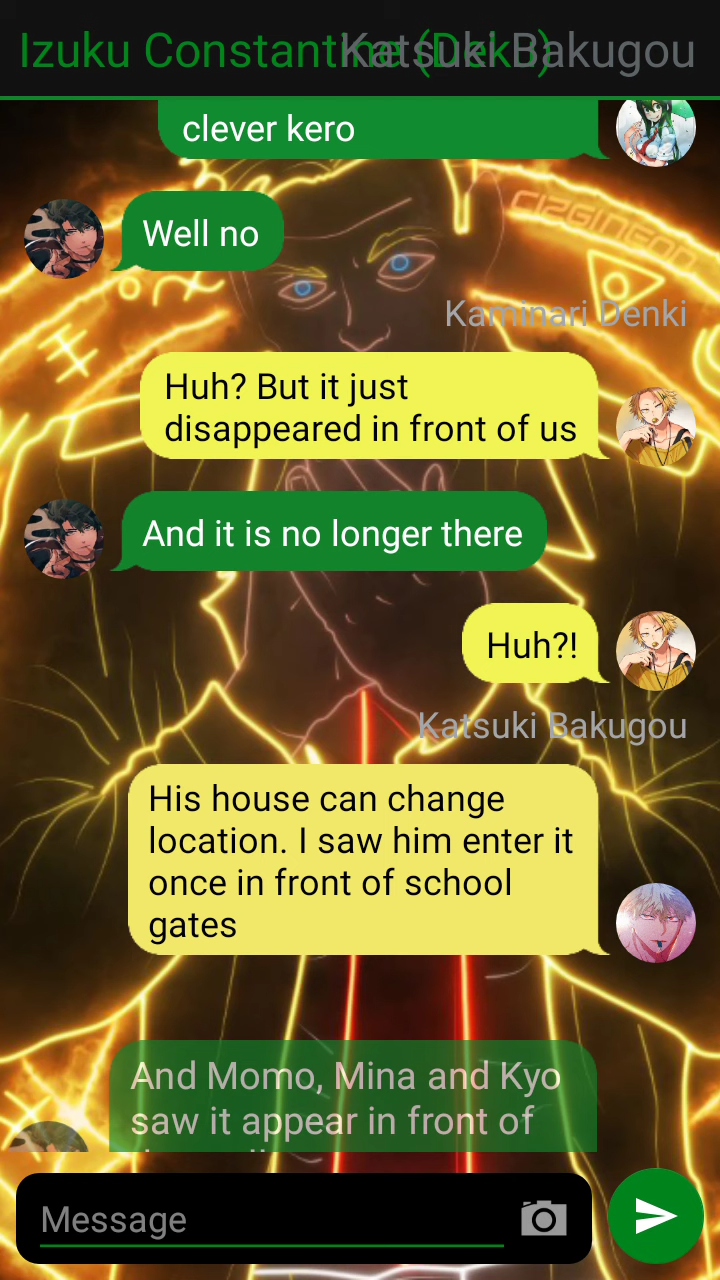 Izuku Constantine (Deku)
Katsuki Bakugou
clever kero
Well no
CIZGINEDD
Kaminari Denki
Huh? But it just
disappeared in front of us
And it is no longer there
Huh?!
Katsuki Bakugou
His house can change
location. I saw him enter it
once in front of school
gates
And Momo, Mina and Kyo
saw it appear in front of
Message